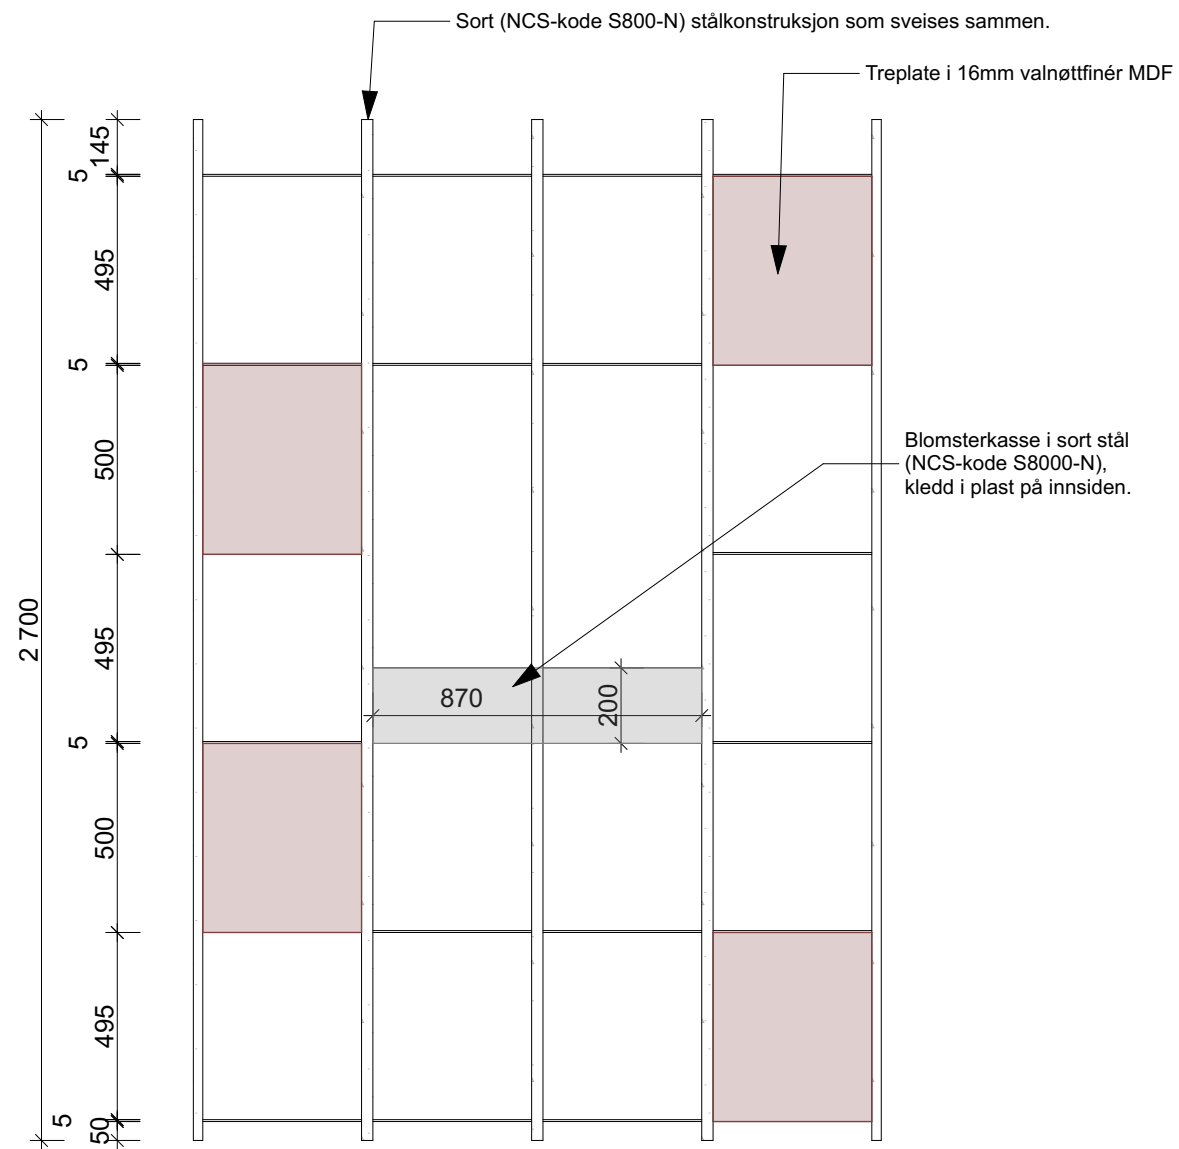 Sort (NCS-kode S800-N) stålkonstruksjon som sveises sammen.
Treplate i 16mm valnøttfinér MDF
145
5
495
5
500
Blomsterkasse i sort stål
(NCS-kode S8000-N),
kledd i plast på innsiden.
2 700
495
870
200
5
500
495
5
50